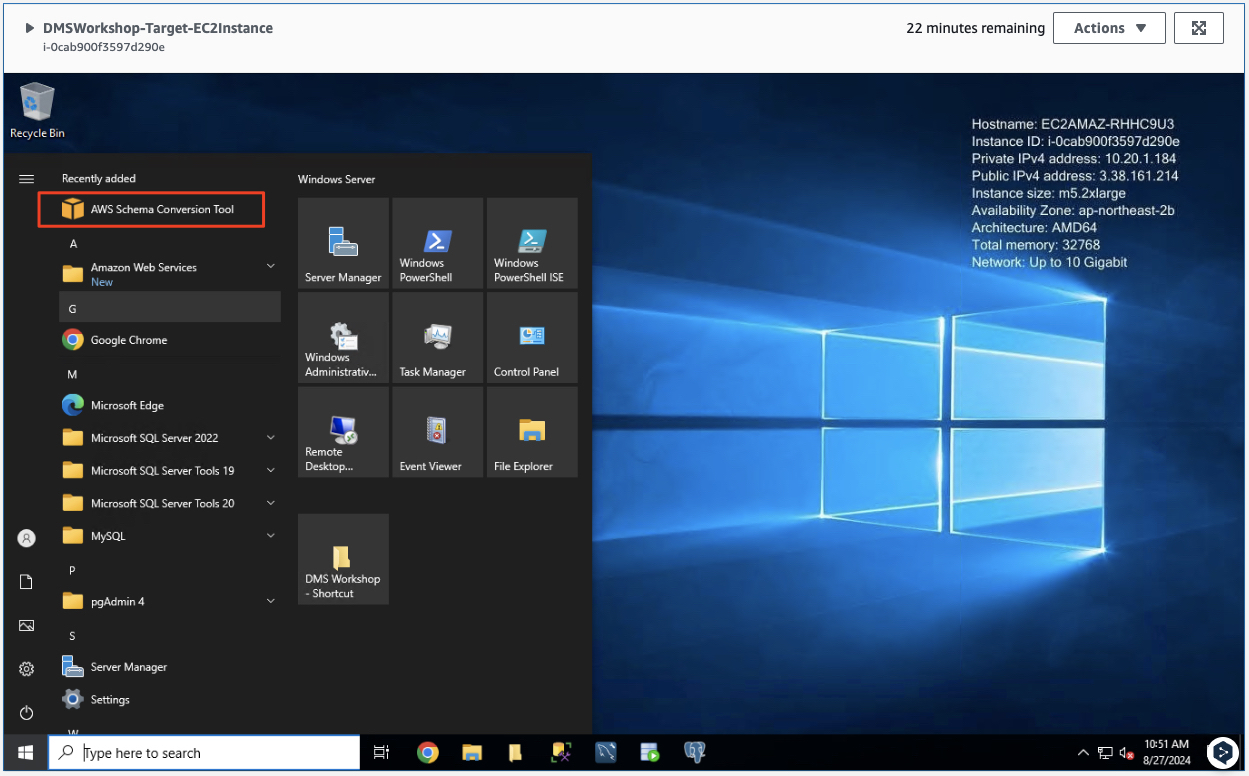 DMSWorkshop-Target-EC2Instance
i-0cab900f3597d290e
22 minutes remaining
Actions
Recycle Bin
Hostname: EC2AMAZ-RHHC9U3
Instance ID: i-0cab900f3597d290e
Private IPv4 address: 10.20.1.184
Public IPv4 address: 3.38.161.214
Instance size: m5.2xlarge
Availability Zone: ap-northeast-2b
Architecture: AMD64
Total memory: 32768
Network: Up to 10 Gigabit
Recently added
AWS Schema Conversion Tool
A
Amazon Web Services
New
G
Google Chrome
M
Microsoft Edge
Microsoft SQL Server 2022
Microsoft SQL Server Tools 19
Microsoft SQL Server Tools 20
MySQL
P
pgAdmin 4
S
Server Manager
Settings
W
Windows Server
Server Manager
Windows
PowerShell
Windows
PowerShell ISE
Windows
Administrativ...
Task Manager
Control Panel
Remote
Desktop...
Event Viewer
File Explorer
DMS Workshop
- Shortcut
Type here to search
10:51 AM
8/27/2024